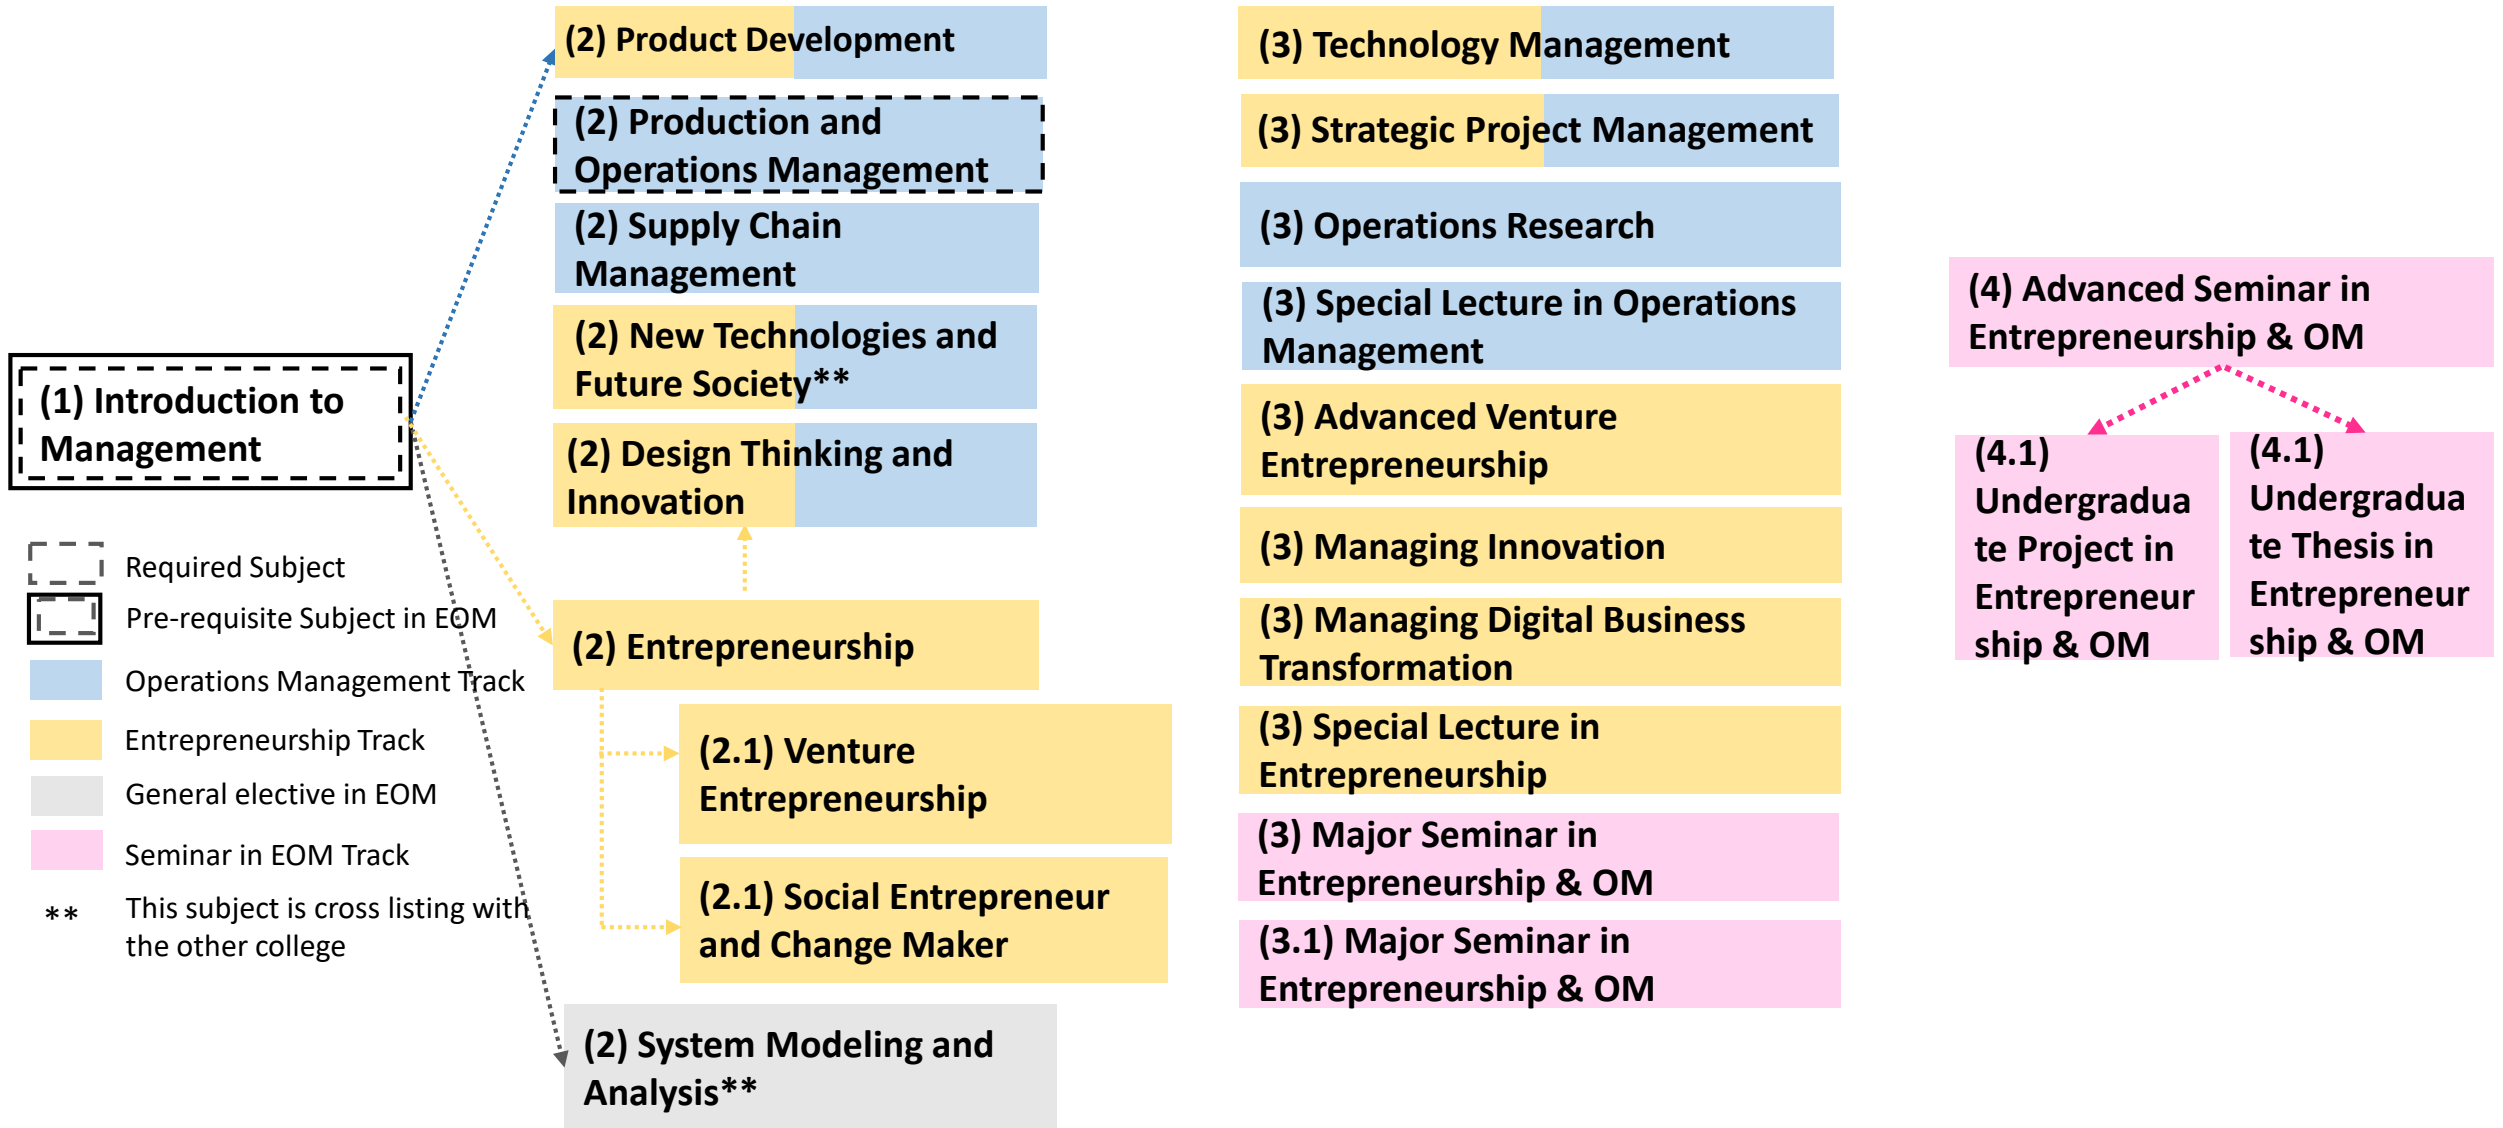 (1) Introduction to
Management
Required Subject
Pre-requisite Subject in EOM
Operations Management Track
Entrepreneurship Track
General elective in EOM
Seminar in EOM Track
** This subject is cross listing with
the other college
(2) Product Development
(2) Production and
Operations Management
(2) Supply Chain
Management
(2) New Technologies and
Future Society**
(2) Design Thinking and
Innovation
(2) Entrepreneurship
(2.1) Venture
Entrepreneurship
(2.1) Social Entrepreneur
and Change Maker
(2) System Modeling and
Analysis**
(3) Technology Management
(3) Strategic Project Management
(3) Operations Research
(3) Special Lecture in Operations
Management
(3) Advanced Venture
Entrepreneurship
(3) Managing Innovation
(3) Managing Digital Business
Transformation
(3) Special Lecture in
Entrepreneurship
(3) Major Seminar in
Entrepreneurship & OM
(3.1) Major Seminar in
Entrepreneurship & OM
(4) Advanced Seminar in
Entrepreneurship & OM
(4.1)
Undergradua
te Project in
Entrepreneur
ship & OM
(4.1)
Undergradua
te Thesis in
Entrepreneur
ship & OM